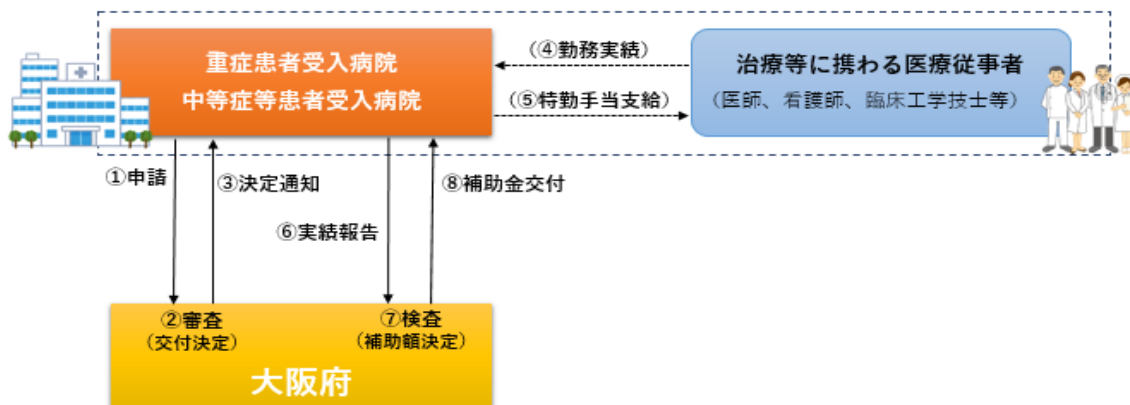 重症患者受入病院
中等症等患者受入病院
（④勤務実績）
（⑤特勤手当支給）
治療等に携わる医療従事者
（医師、看護師、臨床工学技士等）
①申請
③決定通知
⑥実績報告
⑧補助金交付
②審査
（交付決定）
⑦検査
（補助額決定）
大阪府